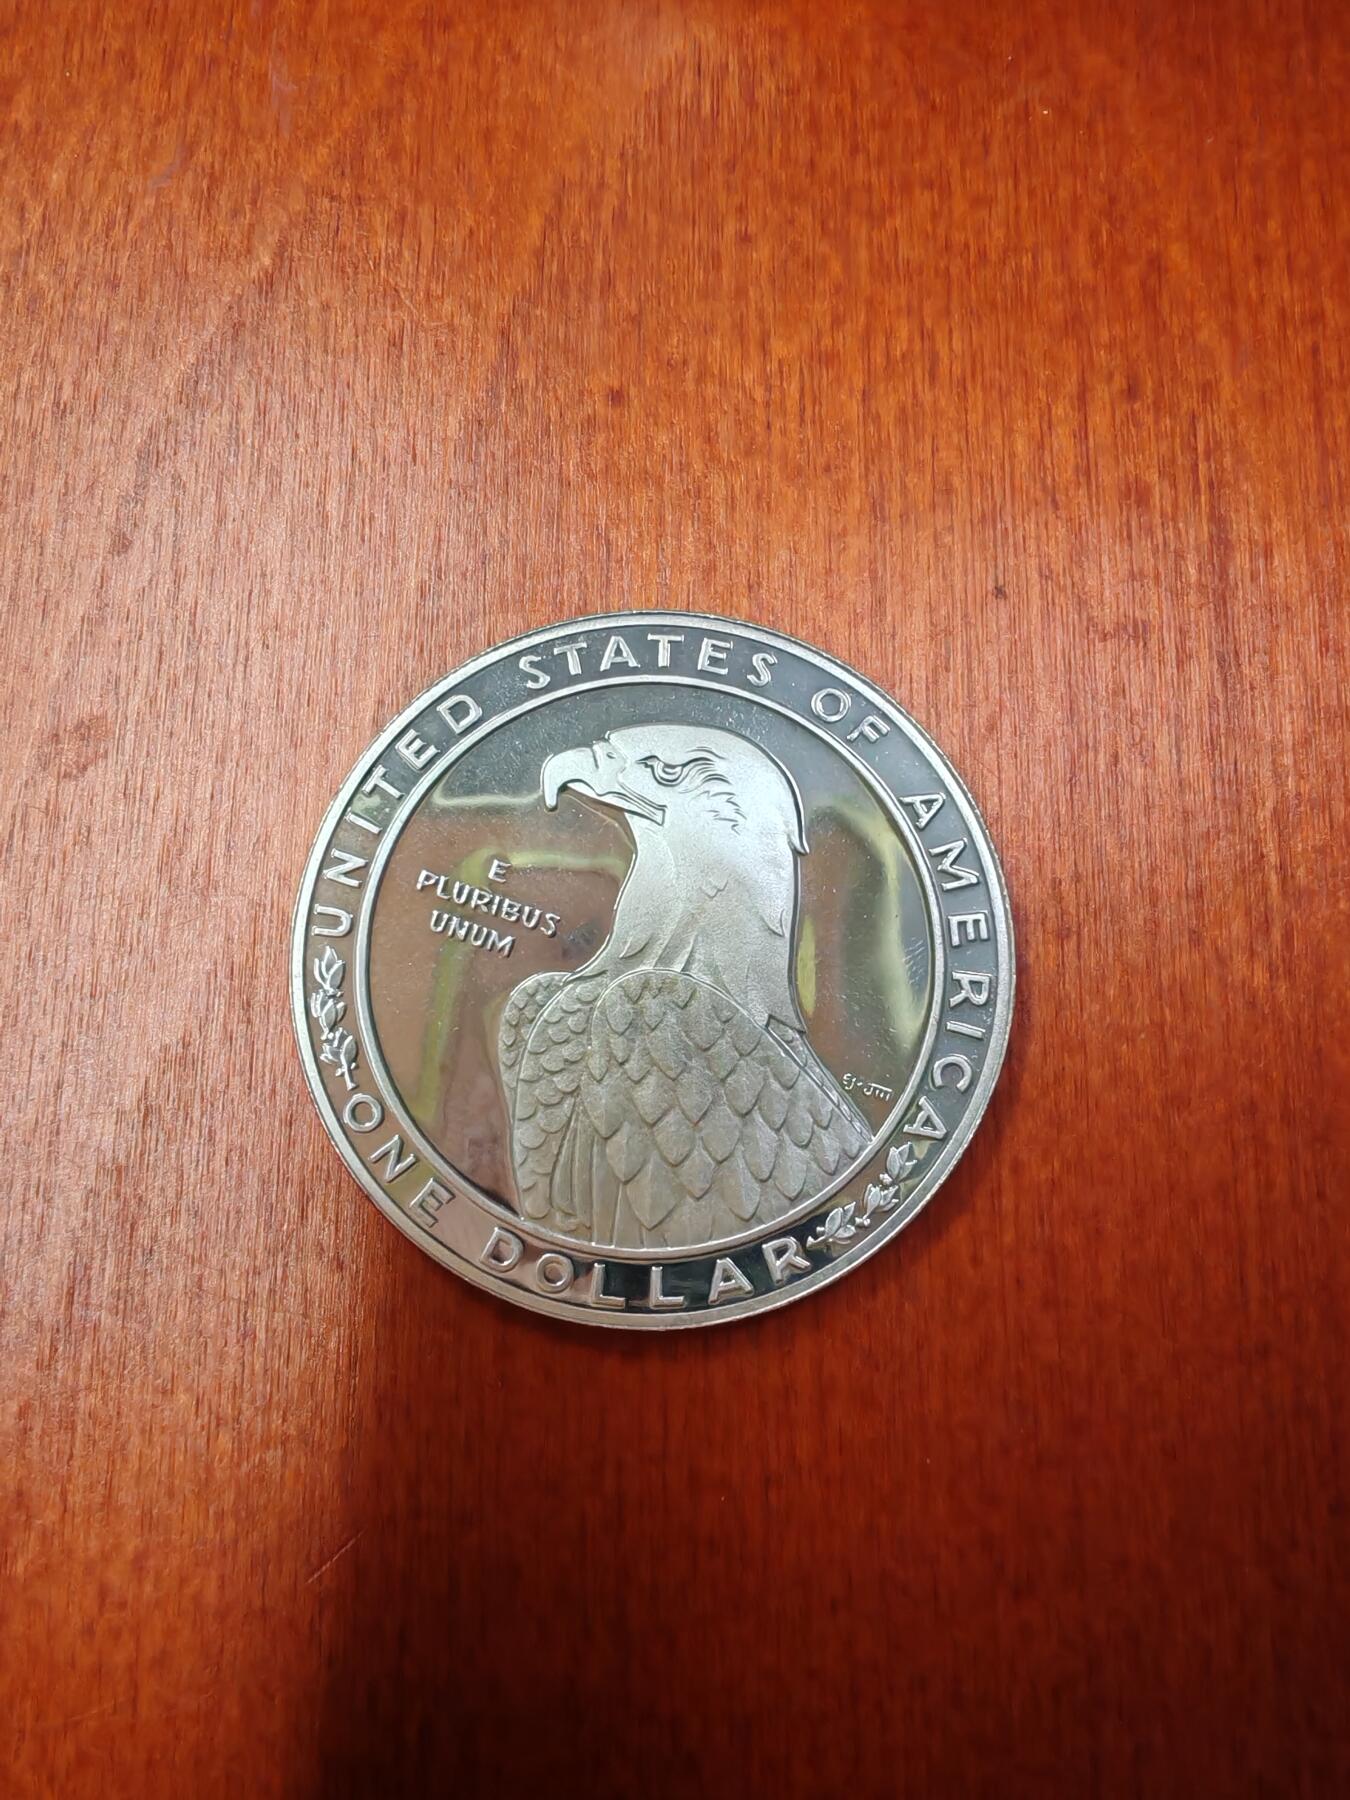 UNITED STATES OF AMERICA
E
PLURIBUS
UNUM
ONE DOLLAR